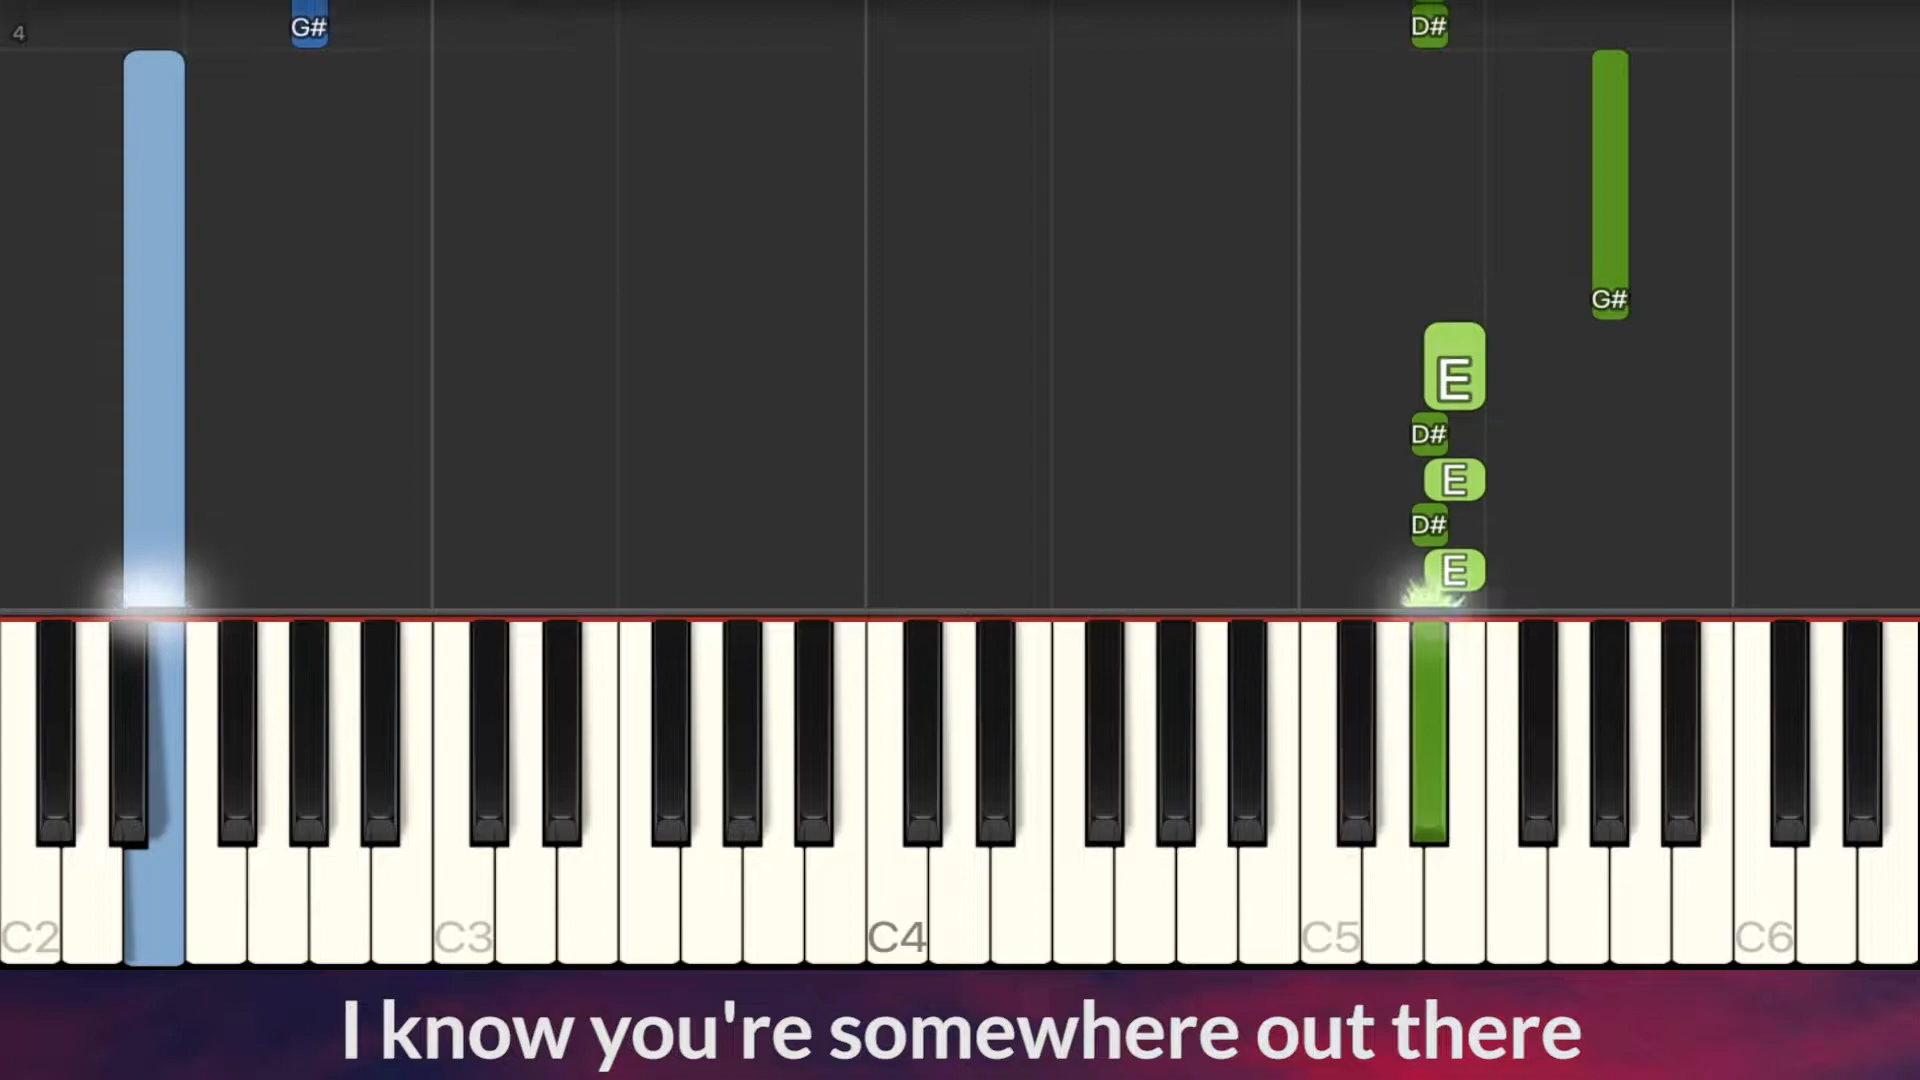 4 G# D#
G#
E
D#
E
D#
E
C2 C3 C4 C5 C6
I know you're somewhere out there